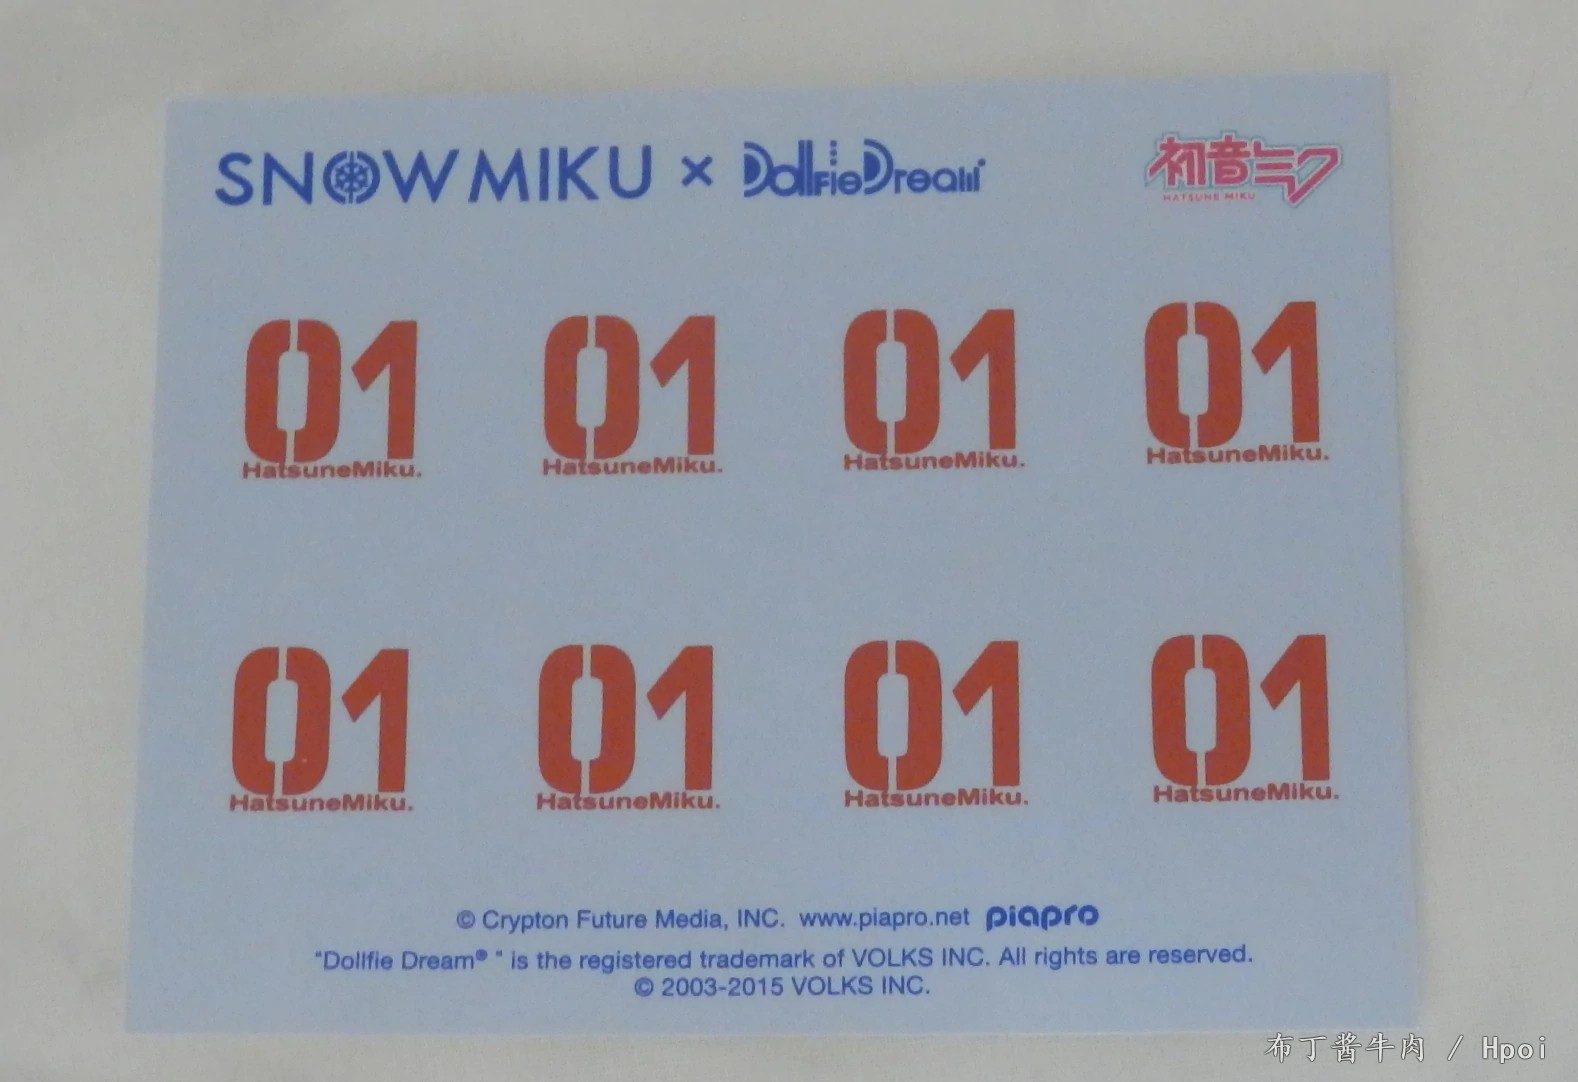 SNOW MIKU × DollfieDream® 初音ミク
HATSUNE MIKU
01 01 01 01
HatsuneMiku. HatsuneMiku. HatsuneMiku. HatsuneMiku.
01 01 01 01
HatsuneMiku. HatsuneMiku. HatsuneMiku. HatsuneMiku.
© Crypton Future Media, INC. www.piapro.net piapro
"Dollfie Dream® " is the registered trademark of VOLKS INC. All rights are reserved.
© 2003-2015 VOLKS INC.
布丁酱牛肉 / Hpoi